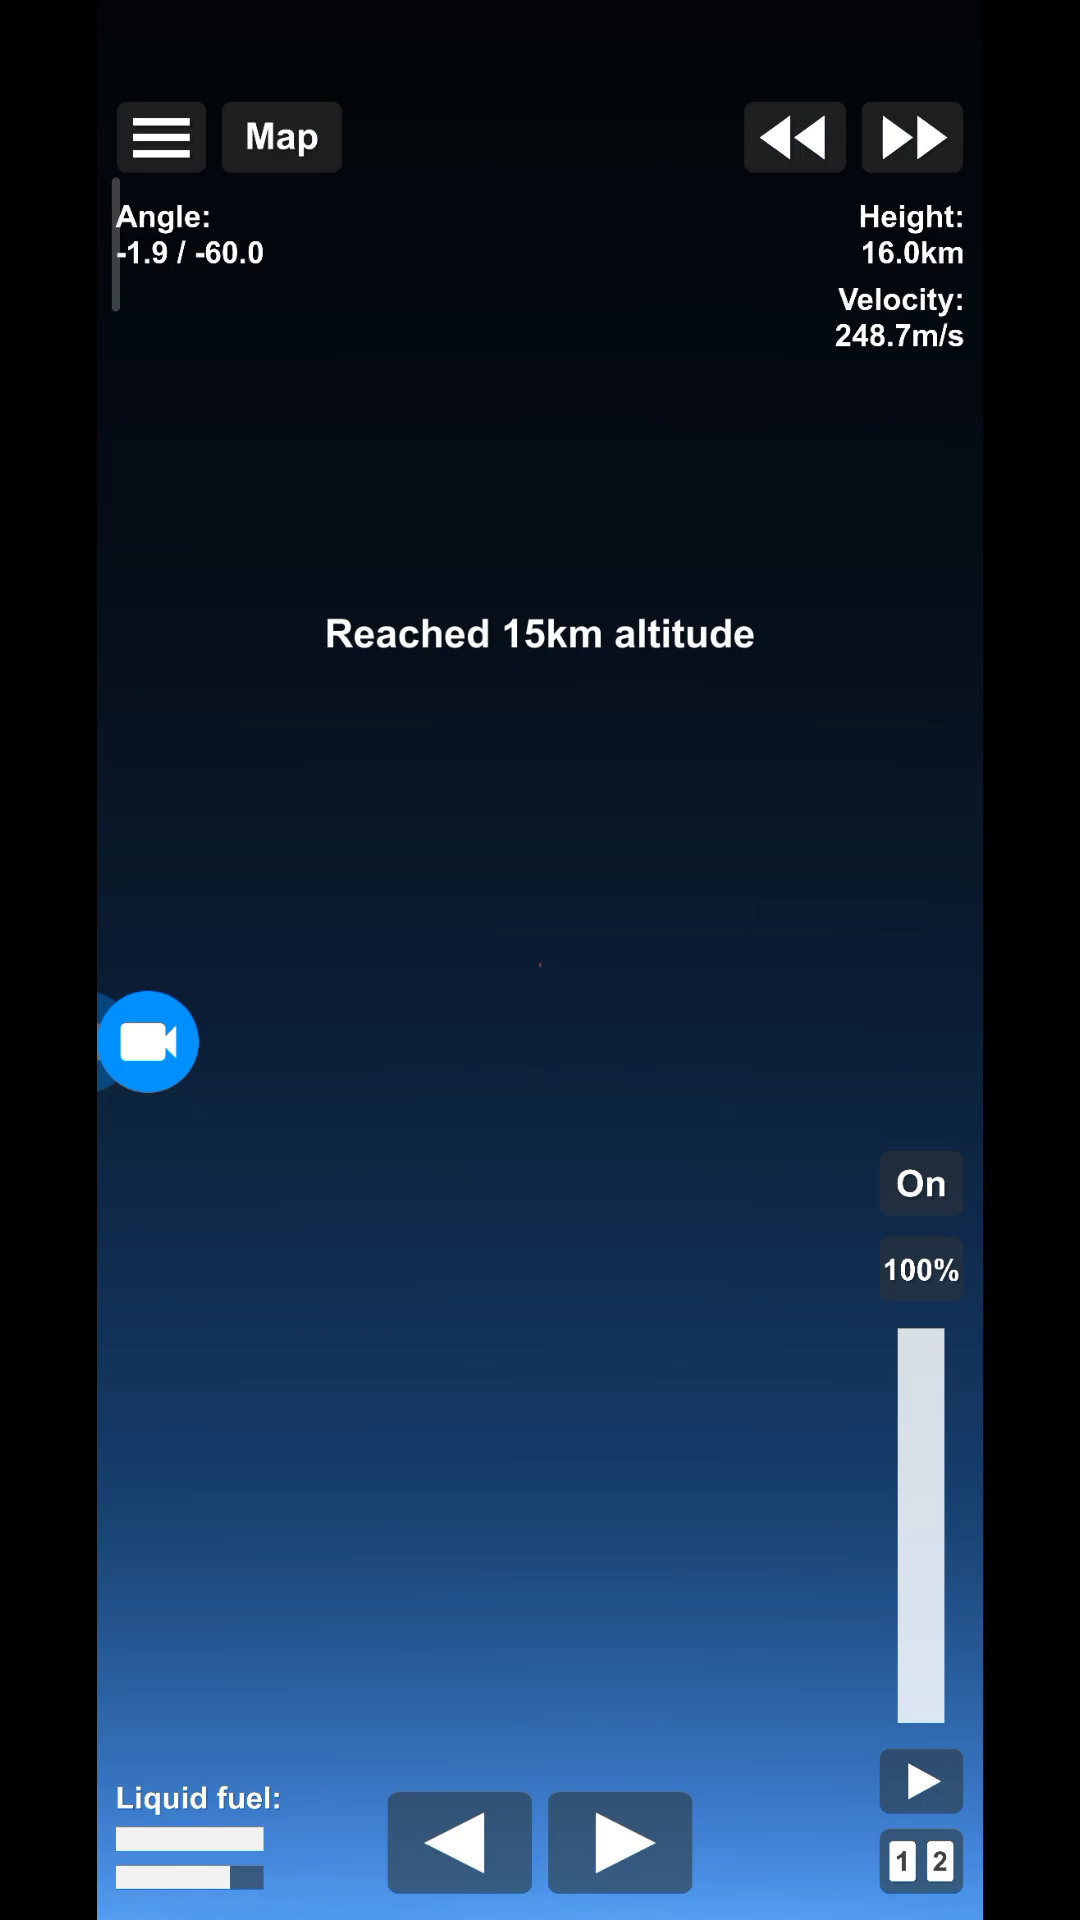 Map
Angle:
-1.9 / -60.0
Height:
16.0km
Velocity:
248.7m/s
Reached 15km altitude
On
100%
Liquid fuel:
1 2